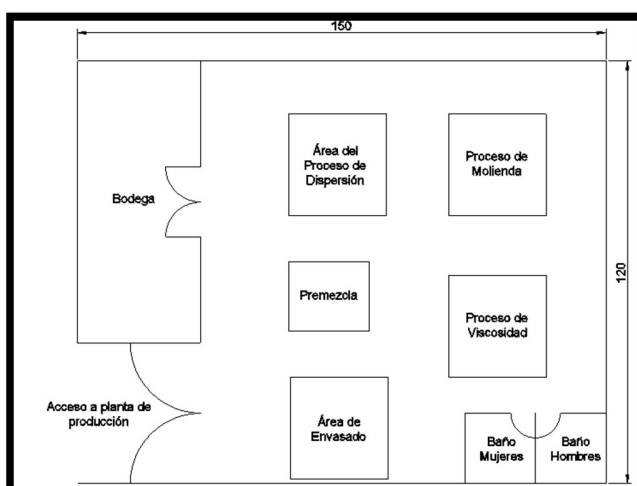 150
Área del
Proceso de
Dispersión
Proceso de
Molienda
Bodega
120
Premezcla
Proceso de
Viscosidad
Acceso a planta de
producción
Área de
Envasado
Baño
Mujeres
Baño
Hombres